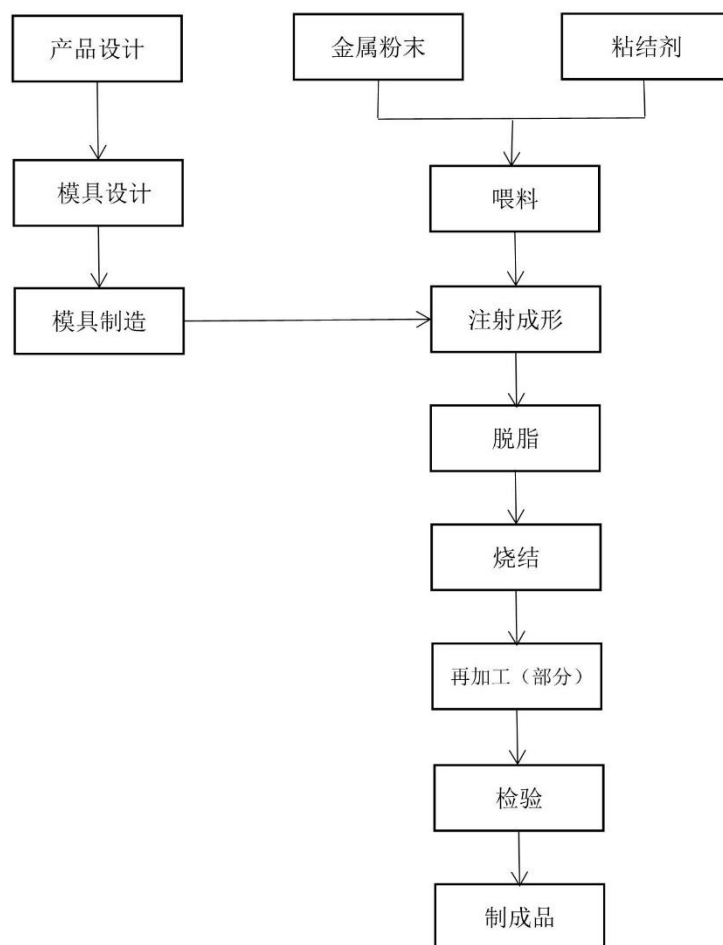 产品设计
金属粉末
粘结剂
模具设计
喂料
模具制造
注射成形
脱脂
烧结
再加工（部分）
检验
制成品